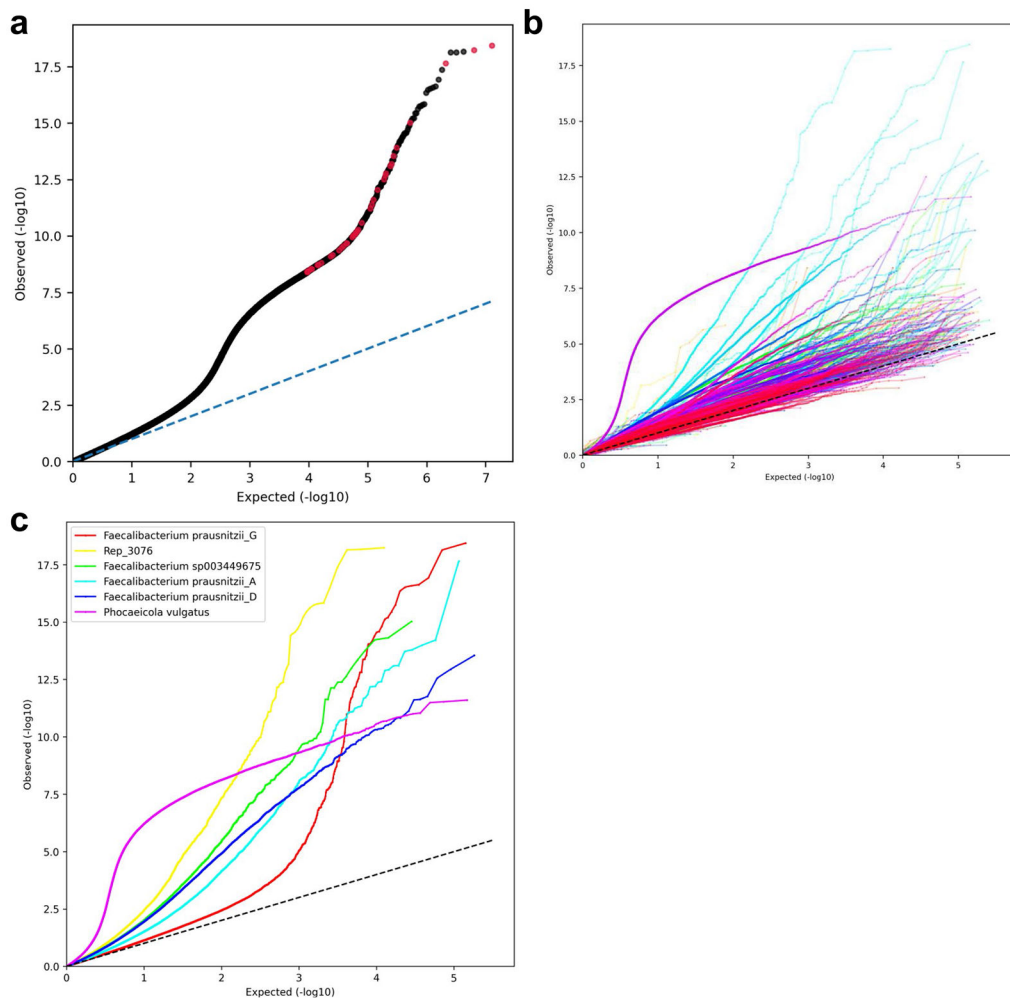 a
17.5
15.0
12.5
10.0
7.5
5.0
2.5
0.0
Observed (-log10)
0 1 2 3 4 5 6 7
Expected (-log10)
b
17.5
15.0
12.5
10.0
7.5
5.0
2.5
0.0
Observed (-log10)
0 1 2 3 4 5
Expected (-log10)
c
Faecalibacterium prausnitzii_G
Rep_3076
Faecalibacterium sp003449675
Faecalibacterium prausnitzii_A
Faecalibacterium prausnitzii_D
Phocaeicola vulgatus
17.5
15.0
12.5
10.0
7.5
5.0
2.5
0.0
Observed (-log10)
0 1 2 3 4 5
Expected (-log10)